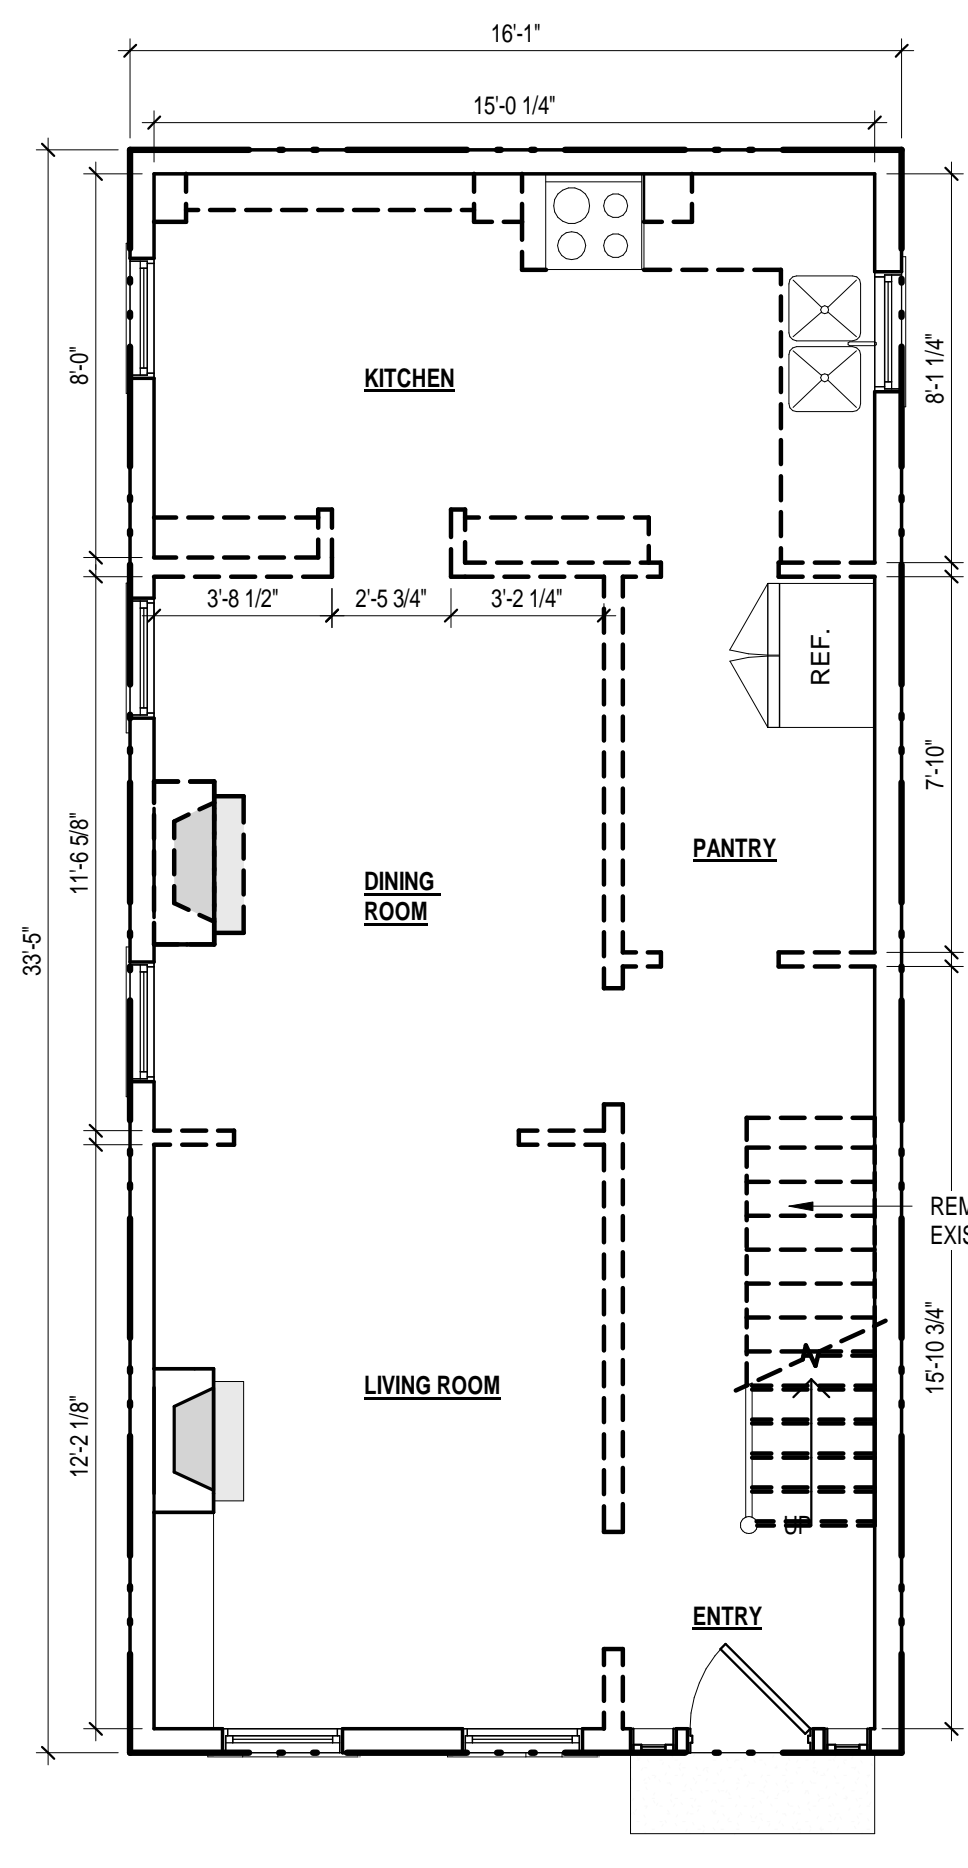 16'-1"
15'-0 1/4"
KITCHEN
8'-0"
8'-1 1/4"
3'-8 1/2"
2'-5 3/4"
3'-2 1/4"
REF.
7'-10"
PANTRY
11'-6 5/8"
DINING
ROOM
33'-5"
REM
EXIS
15'-10 3/4"
LIVING ROOM
12'-2 1/8"
UP
ENTRY